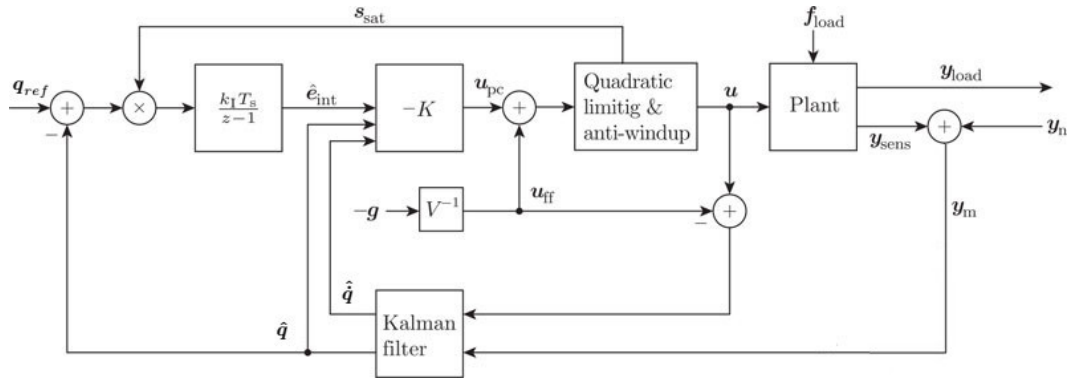 s_sat
f_load
q_ref
+
−
×
k_I T_s
z−1
ê_int
−K
u_pc
+
Quadratic
limitig &
anti-windup
u
Plant
y_load
y_sens
+
y_n
−g
V⁻¹
u_ff
−
+
y_m
q̂̇
q̂
Kalman
filter